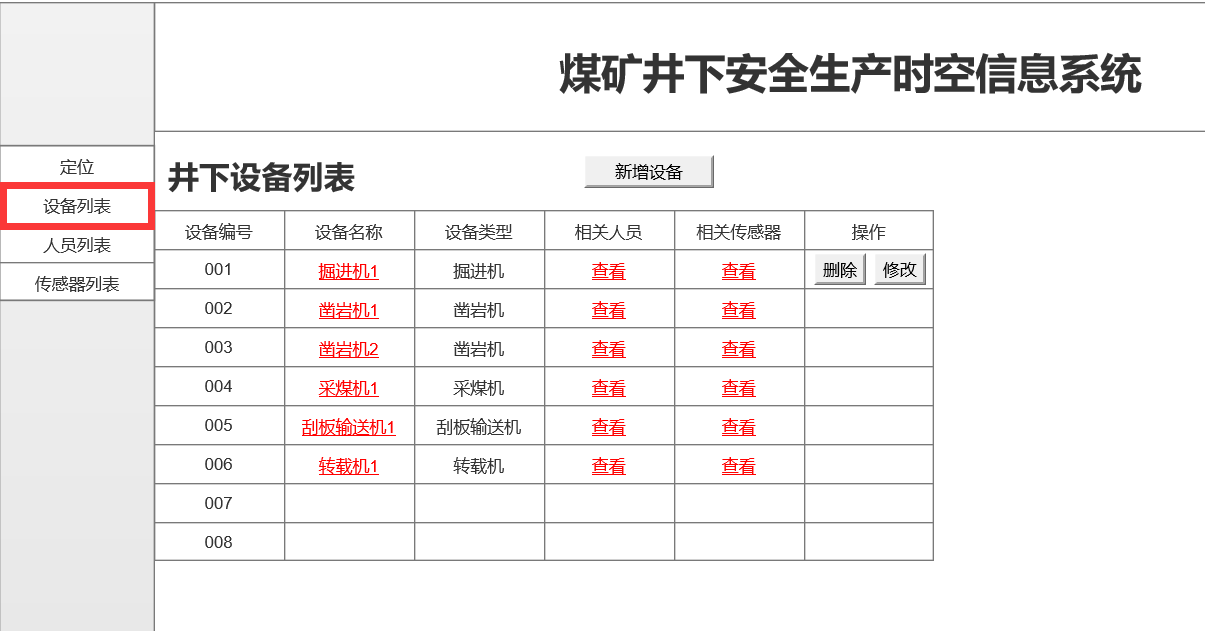 煤矿井下安全生产时空信息系统
定位
设备列表
人员列表
传感器列表
井下设备列表 新增设备
设备编号 设备名称 设备类型 相关人员 相关传感器 操作
001 掘进机1 掘进机 查看 查看 删除 修改
002 凿岩机1 凿岩机 查看 查看
003 凿岩机2 凿岩机 查看 查看
004 采煤机1 采煤机 查看 查看
005 刮板输送机1 刮板输送机 查看 查看
006 转载机1 转载机 查看 查看
007
008